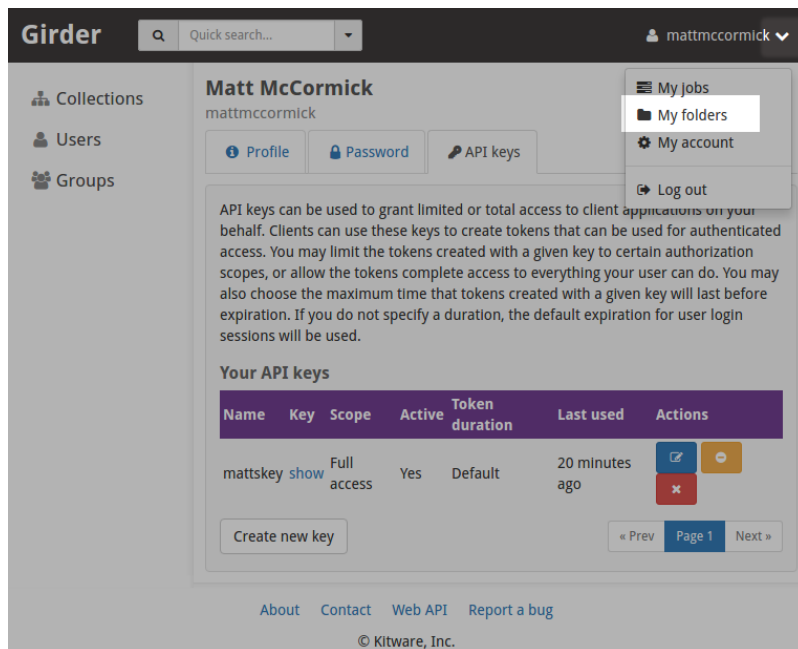 Girder
Quick search...
mattmccormick
Collections
Users
Groups
Matt McCormick
mattmccormick
My jobs
My folders
My account
Log out
Profile
Password
API keys
API keys can be used to grant limited or total access to client applications on your
behalf. Clients can use these keys to create tokens that can be used for authenticated
access. You may limit the tokens created with a given key to certain authorization
scopes, or allow the tokens complete access to everything your user can do. You may
also choose the maximum time that tokens created with a given key will last before
expiration. If you do not specify a duration, the default expiration for user login
sessions will be used.
Your API keys
Name Key Scope Active Token duration Last used Actions
mattskey show Full access Yes Default 20 minutes ago
Create new key
« Prev Page 1 Next »
About Contact Web API Report a bug
© Kitware, Inc.